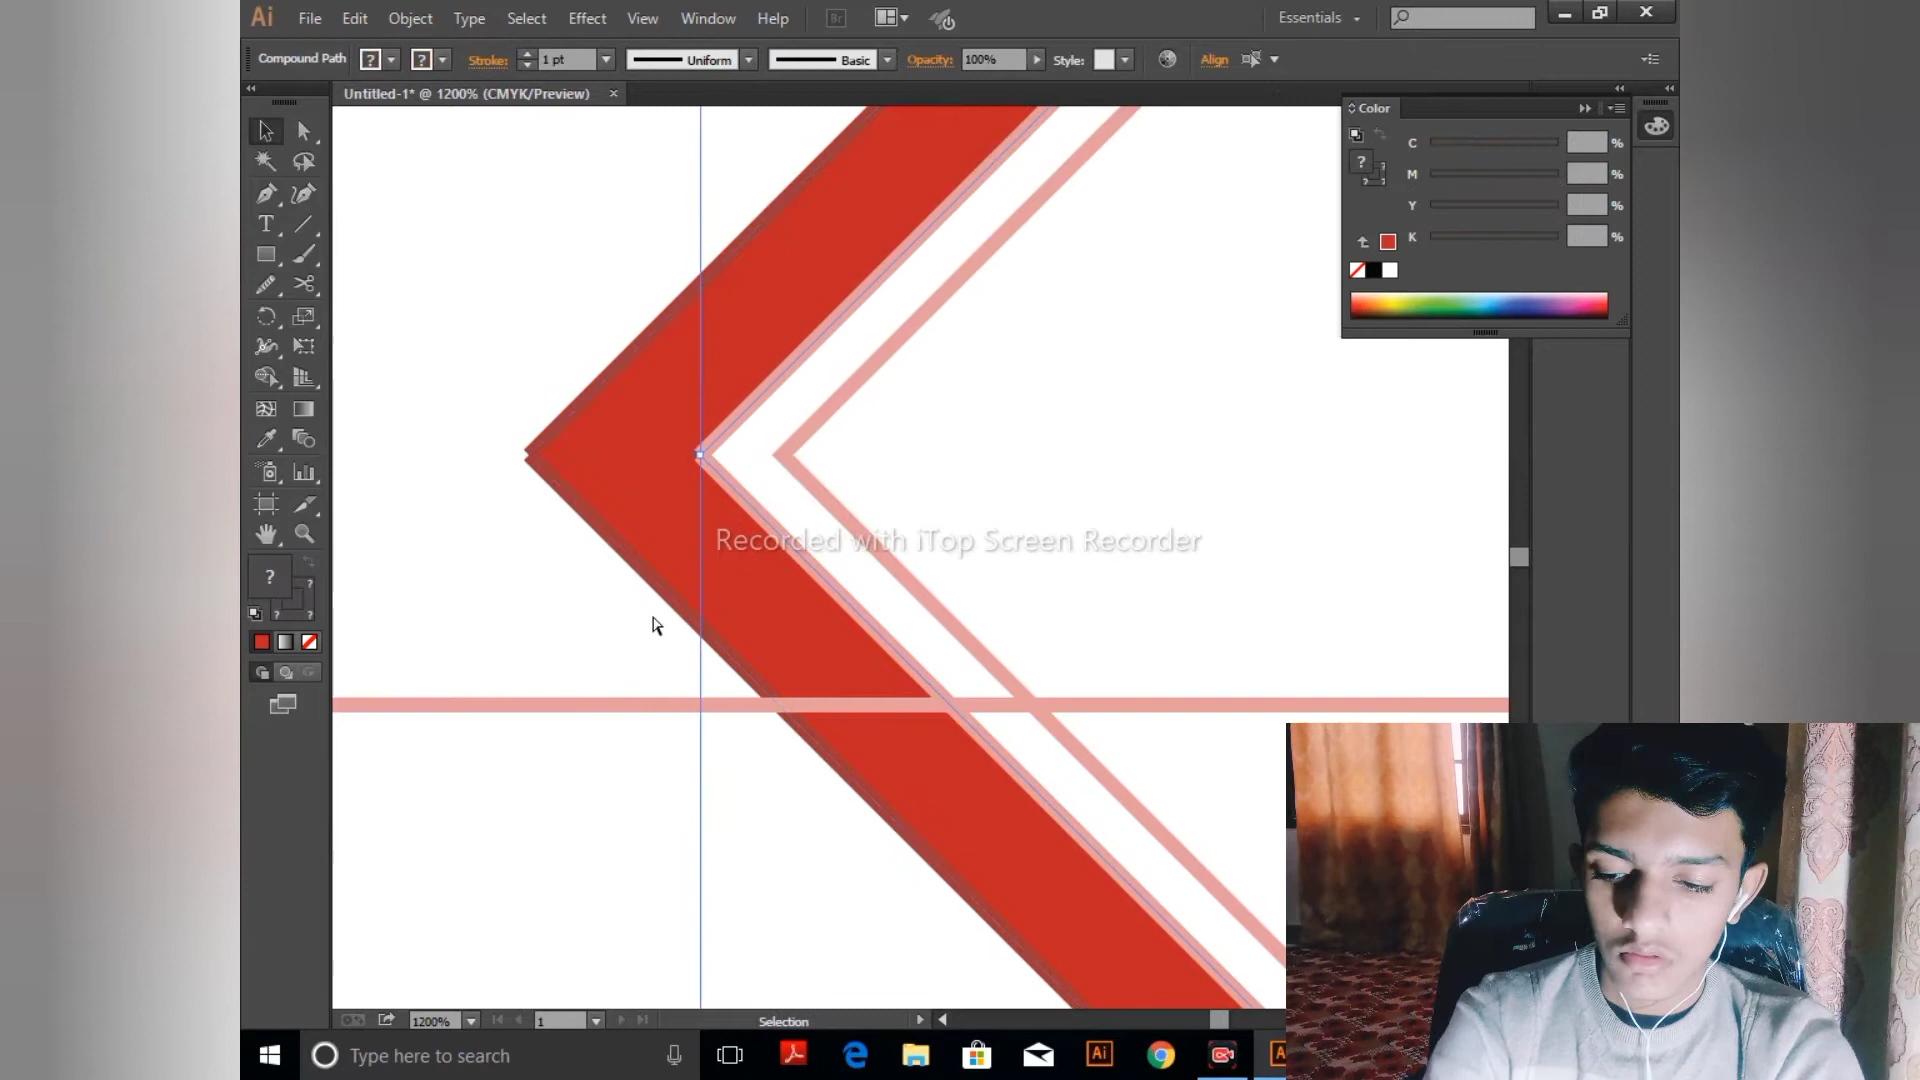 Ai File Edit Object Type Select Effect View Window Help Br Essentials
Compound Path ? ? Stroke: 1 pt Uniform Basic Opacity: 100% Style: Align
Untitled-1* @ 1200% (CMYK/Preview)
Color
C %
M %
Y %
K %
?
T
?
Recorded with iTop Screen Recorder
1200% 1 Selection
Type here to search Ai